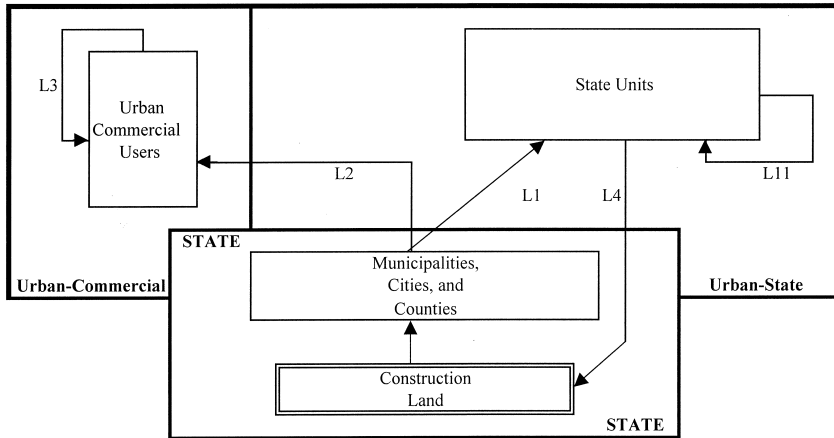 L3
Urban
Commercial
Users
State Units
L2
L1
L4
L11
STATE
Urban-Commercial
Municipalities,
Cities, and
Counties
Urban-State
Construction
Land
STATE